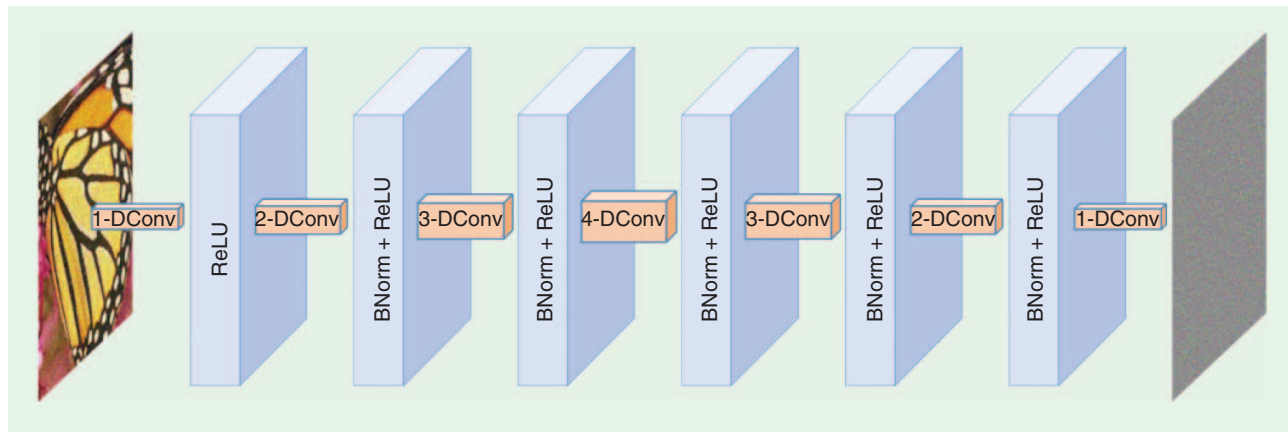 1-DConv
ReLU
2-DConv
BNorm + ReLU
3-DConv
BNorm + ReLU
4-DConv
BNorm + ReLU
3-DConv
BNorm + ReLU
2-DConv
BNorm + ReLU
1-DConv